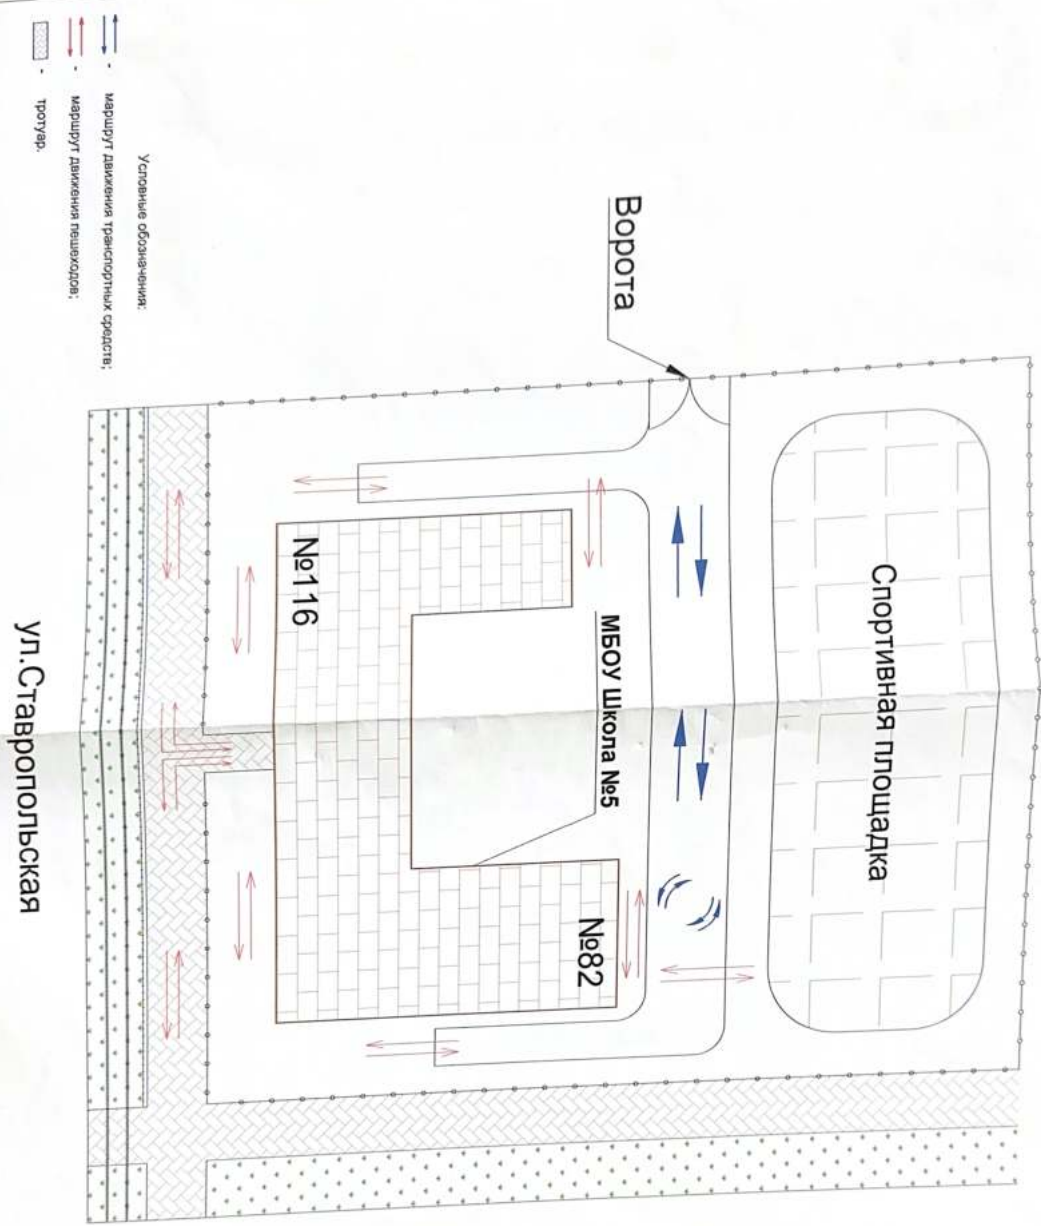 Спортивная площадка
Ворота
МБОУ Школа №5
№82
№116
ул.Ставропольская
Условные обозначения:
- маршрут движения транспортных средств;
- маршрут движения пешеходов;
- тротуар.